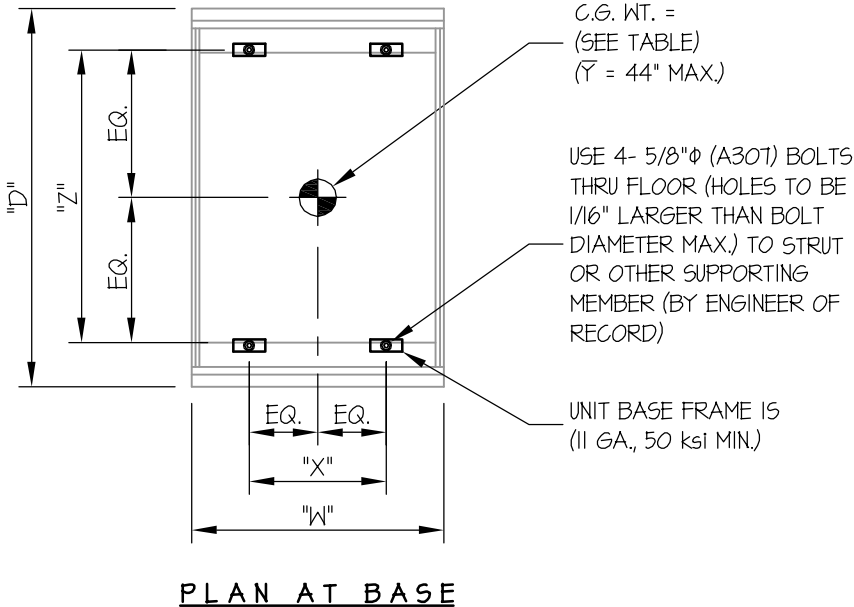 C.G. WT. =
(SEE TABLE)
(Y̅ = 44" MAX.)
USE 4- 5/8"Φ (A307) BOLTS
THRU FLOOR (HOLES TO BE
1/16" LARGER THAN BOLT
DIAMETER MAX.) TO STRUT
OR OTHER SUPPORTING
MEMBER (BY ENGINEER OF
RECORD)
UNIT BASE FRAME IS
(11 GA., 50 ksi MIN.)
"D"
"Z"
EQ.
EQ.
EQ.
EQ.
"X"
"W"
PLAN AT BASE